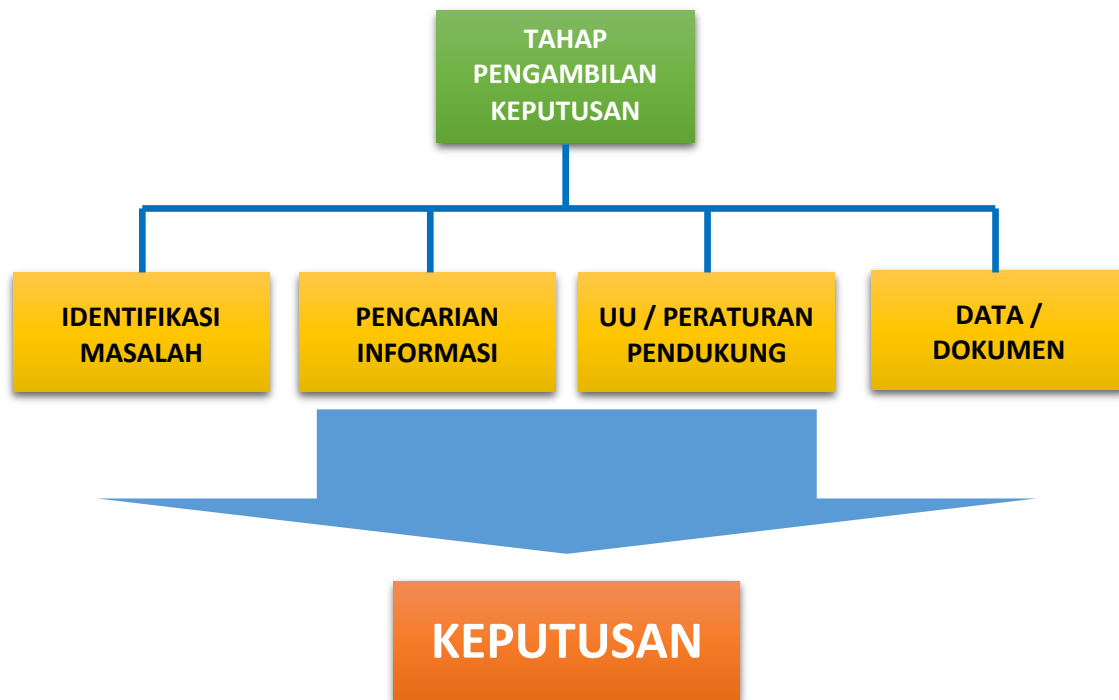 TAHAP
PENGAMBILAN
KEPUTUSAN
IDENTIFIKASI
MASALAH
PENCARIAN
INFORMASI
UU / PERATURAN
PENDUKUNG
DATA /
DOKUMEN
KEPUTUSAN